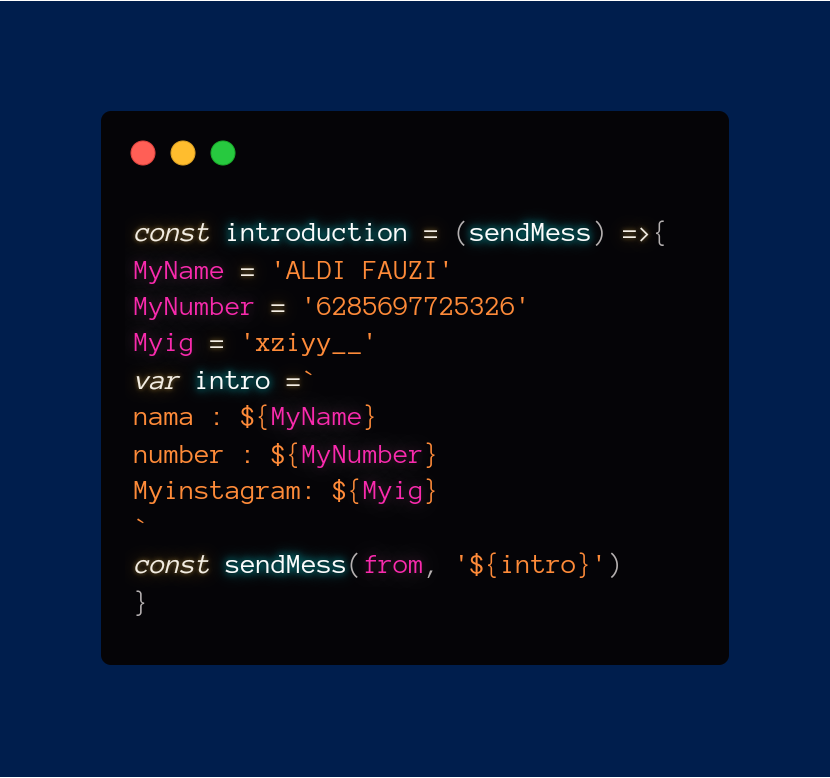 const introduction = (sendMess) =>{
MyName = 'ALDI FAUZI'
MyNumber = '6285697725326'
Myig = 'xziyy__'
var intro =`
nama : ${MyName}
number : ${MyNumber}
Myinstagram: ${Myig}
`
const sendMess(from, '${intro}')
}